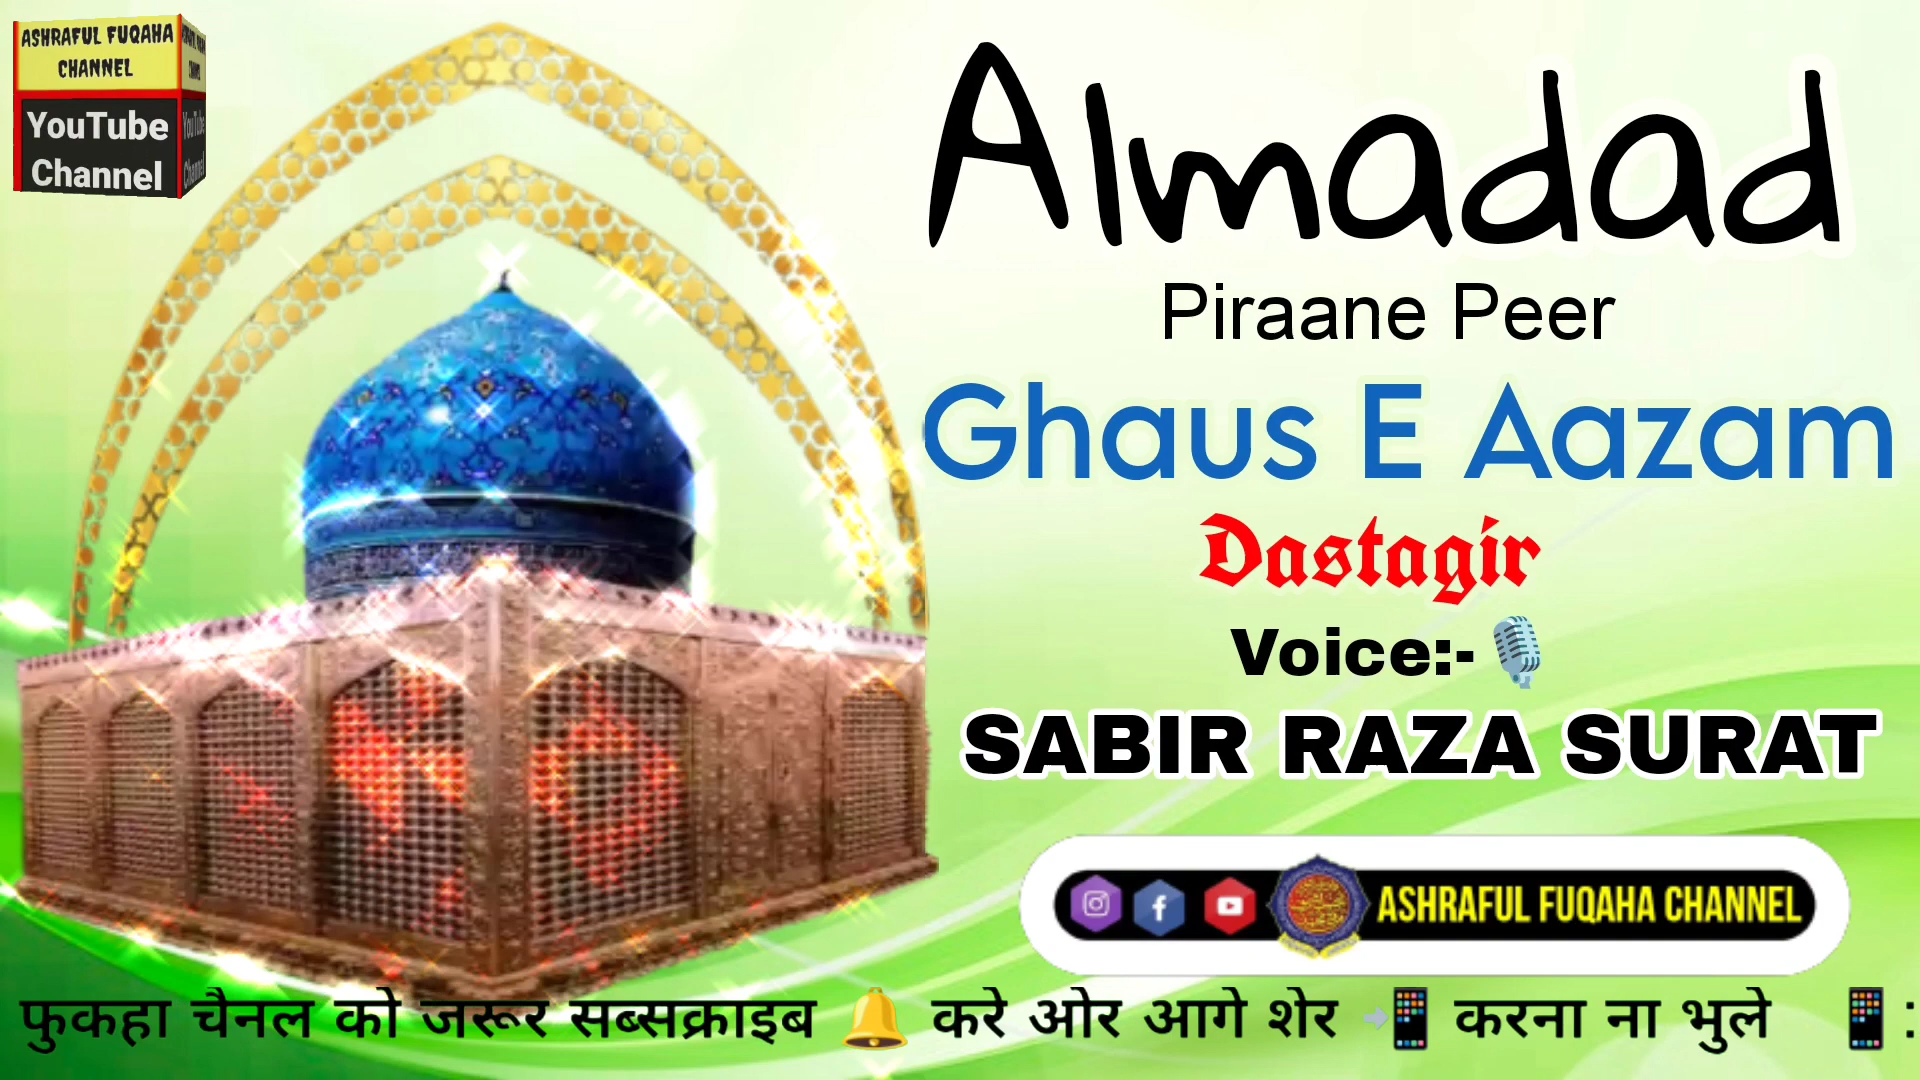 ASHRAFUL FUQAHA
CHANNEL
YouTube
Channel
Almadad
Piraane Peer
Ghaus E Aazam
Dastagir
Voice:- 🎙️
SABIR RAZA SURAT
ASHRAFUL FUQAHA CHANNEL
फुकहा चैनल को जरूर सब्सक्राइब 🔔 करे ओर आगे शेर 📲 करना ना भुले 📱: